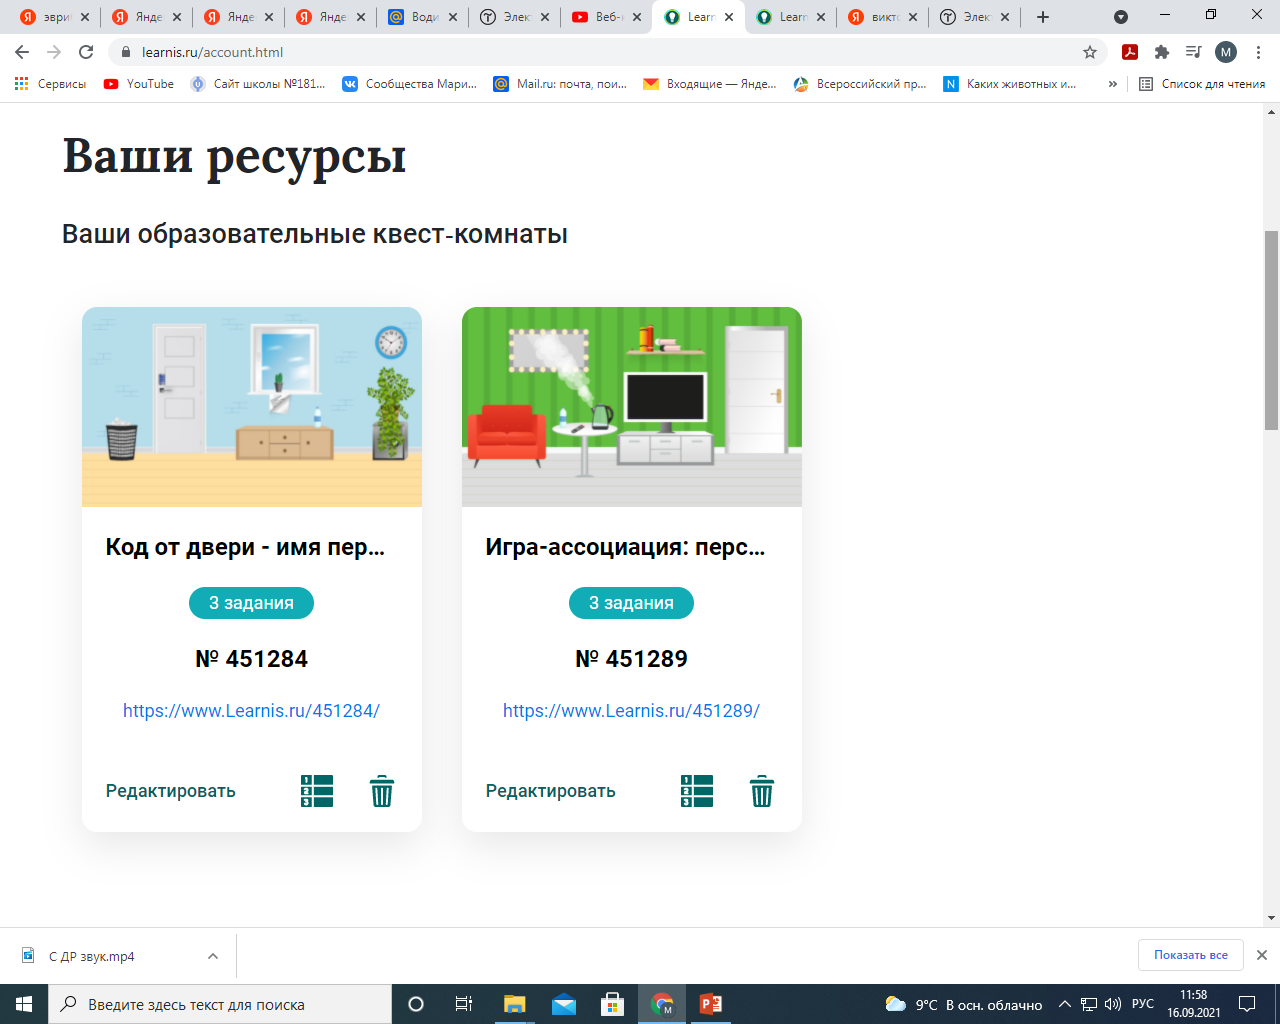 эври
Янде
Янде
Янде
Води
Элек
Веб-
Learn
Learn
викто
Элек
learnis.ru/account.html
M
Сервисы
YouTube
Сайт школы №181...
Сообщества Мари...
Mail.ru: почта, пои...
Входящие — Янде...
Всероссийский пр...
Каких животных и...
»
Список для чтения
Ваши ресурсы
Ваши образовательные квест-комнаты
Код от двери - имя пер...
3 задания
№ 451284
https://www.Learnis.ru/451284/
Редактировать
Игра-ассоциация: перс...
3 задания
№ 451289
https://www.Learnis.ru/451289/
Редактировать
С ДР звук.mp4
Показать все
Введите здесь текст для поиска
9°C В осн. облачно
РУС
11:58
16.09.2021